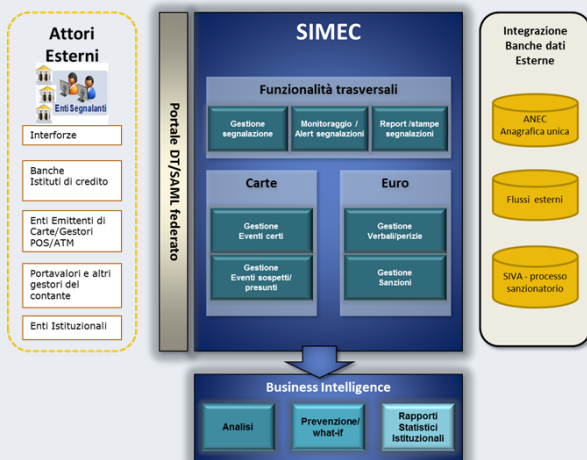 Attori
Esterni
Enti Segnalanti
Interforze
Banche
Istituti di credito
Enti Emittenti di
Carte/Gestori
POS/ATM
Portavalori e altri
gestori del
contante
Enti Istituzionali
Portale DT/SAML federato
SIMEC
Funzionalità trasversali
Gestione
segnalazione
Monitoraggio /
Alert segnalazioni
Report /stampe
segnalazioni
Carte
Gestione
Eventi certi
Gestione
Eventi sospetti/
presunti
Euro
Gestione
Verbali/perizie
Gestione
Sanzioni
Business Intelligence
Analisi
Prevenzione/
what-if
Rapporti
Statistici
Istituzionali
Integrazione
Banche dati
Esterne
ANEC
Anagrafica unica
Flussi esterni
SIVA - processo
sanzionatorio